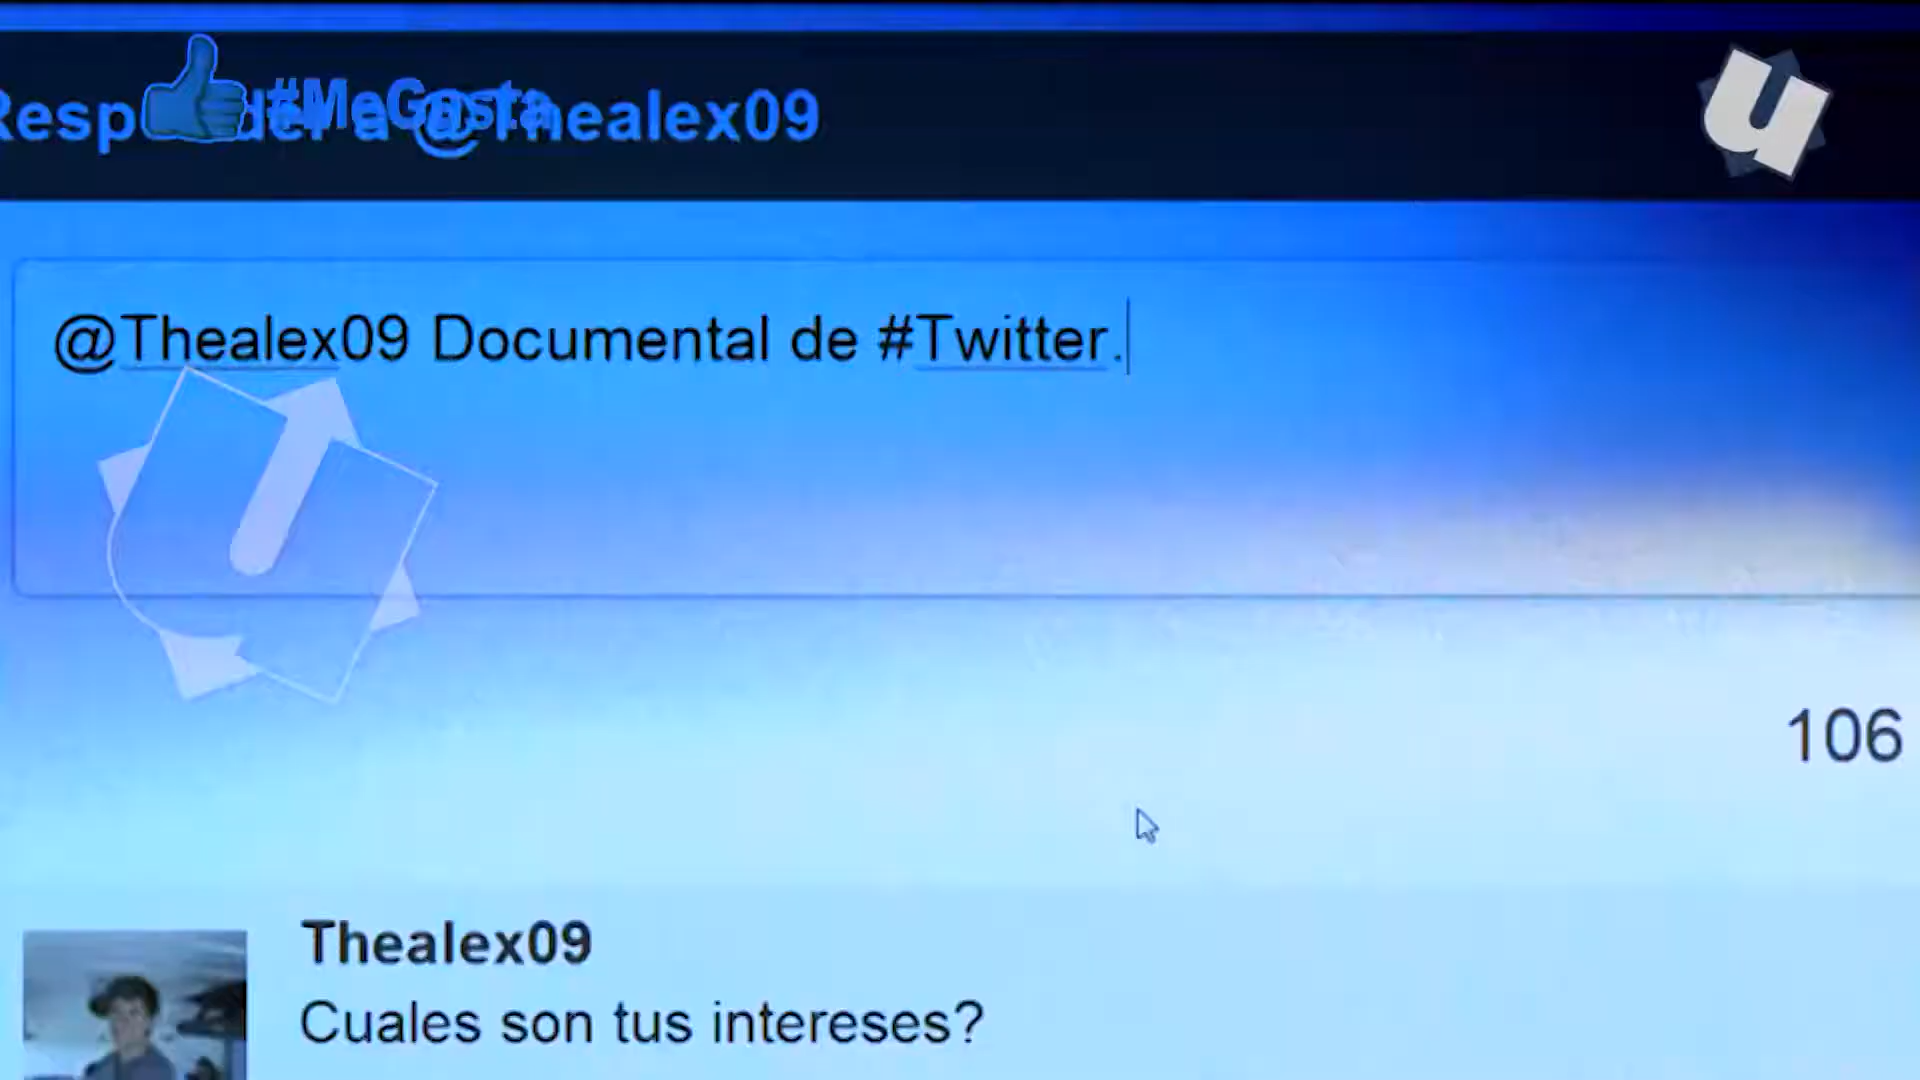 Responder a @Thealex09
#MeGusta
u
@Thealex09 Documental de #Twitter.
106
Thealex09
Cuales son tus intereses?